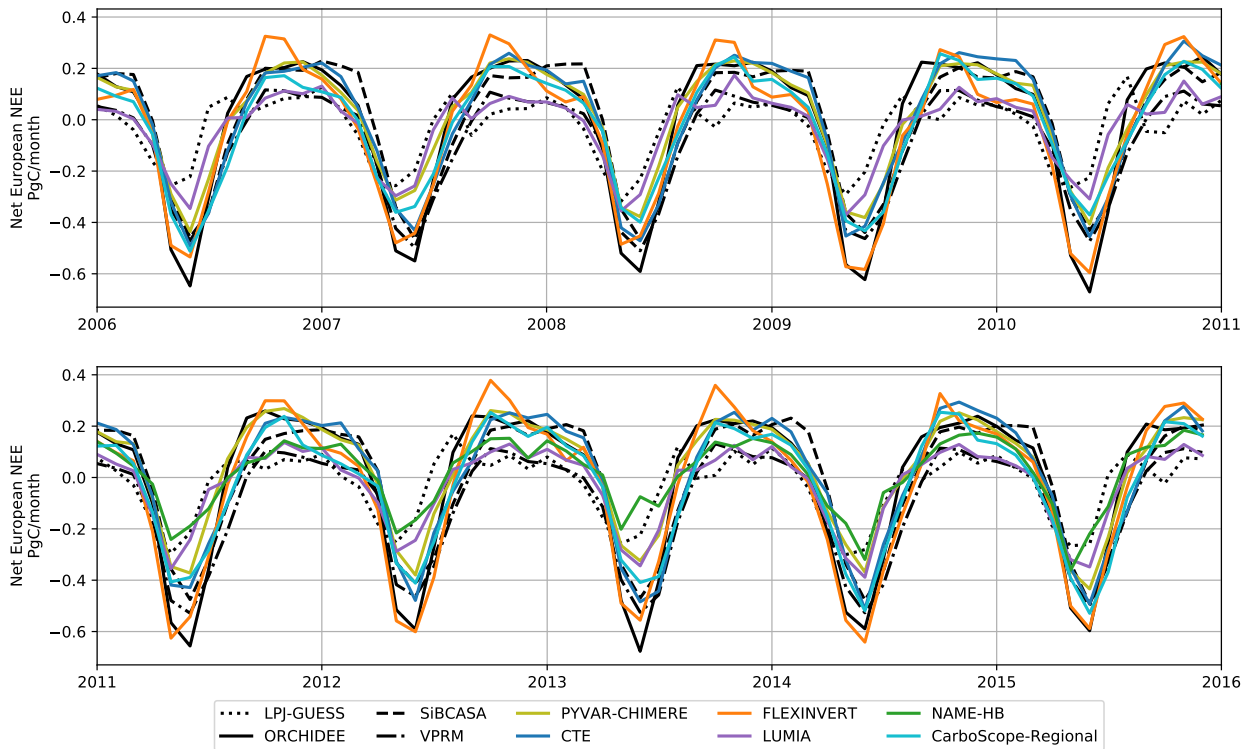 Net European NEE
PgC/month
0.4
0.2
0.0
−0.2
−0.4
−0.6
2006 2007 2008 2009 2010 2011
Net European NEE
PgC/month
0.4
0.2
0.0
−0.2
−0.4
−0.6
2011 2012 2013 2014 2015 2016
LPJ-GUESS SiBCASA PYVAR-CHIMERE FLEXINVERT NAME-HB
ORCHIDEE VPRM CTE LUMIA CarboScope-Regional